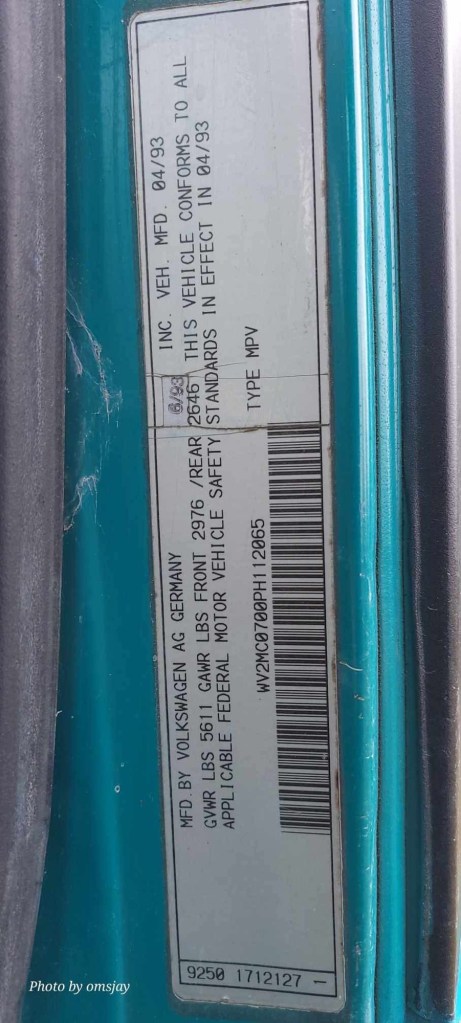 6/93
MFD.BY VOLKSWAGEN AG GERMANY INC. VEH. MFD. 04/93
GVWR LBS 5611 GAWR LBS FRONT 2976 /REAR 2646 THIS VEHICLE CONFORMS TO ALL
APPLICABLE FEDERAL MOTOR VEHICLE SAFETY STANDARDS IN EFFECT IN 04/93
WV2MC0700PH112065 TYPE MPV
9250 1712127 –
Photo by omsjay